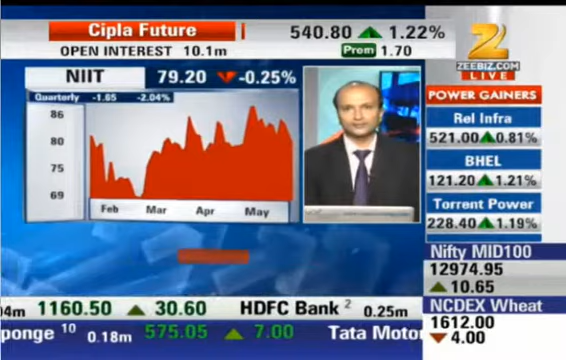 Cipla Future
540.80 1.22%
OPEN INTEREST 10.1m
Prem 1.70
ZEEBIZ.COM
LIVE
NIIT 79.20 -0.25%
Quarterly -1.65 -2.04%
86
80
75
69
Feb Mar Apr May
POWER GAINERS
Rel Infra
521.00 0.81%
BHEL
121.20 1.21%
Torrent Power
228.40 1.19%
Nifty MID100
12974.95
10.65
NCDEX Wheat
1612.00
4.00
04m 1160.50 30.60 HDFC Bank 2 0.25m
ponge 10 0.18m 575.05 7.00 Tata Moto